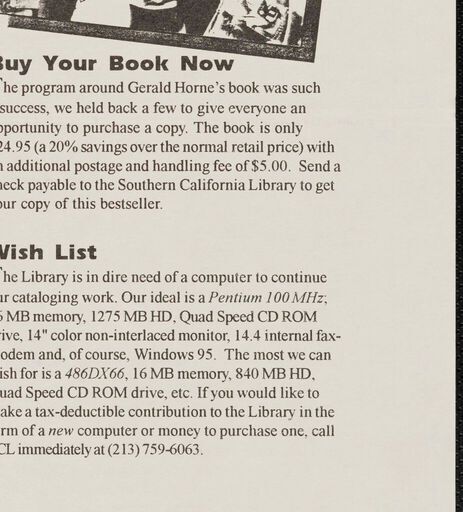 Buy Your Book Now
The program around Gerald Horne's book was such
success, we held back a few to give everyone an
pportunity to purchase a copy. The book is only
24.95 (a 20% savings over the normal retail price) with
additional postage and handling fee of $5.00. Send a
heck payable to the Southern California Library to get
our copy of this bestseller.
Wish List
The Library is in dire need of a computer to continue
ur cataloging work. Our ideal is a Pentium 100 MHz;
6 MB memory, 1275 MB HD, Quad Speed CD ROM
rive, 14" color non-interlaced monitor, 14.4 internal fax-
odem and, of course, Windows 95. The most we can
ish for is a 486DX66, 16 MB memory, 840 MB HD,
uad Speed CD ROM drive, etc. If you would like to
ake a tax-deductible contribution to the Library in the
rm of a new computer or money to purchase one, call
CL immediately at (213) 759-6063.